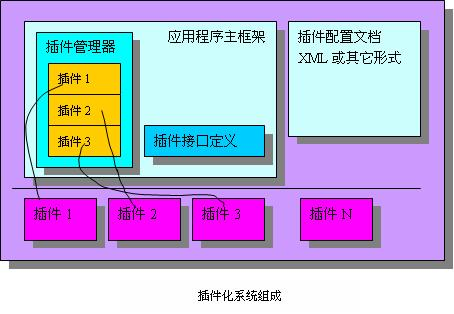 应用程序主框架
插件管理器
插件 1
插件 2
插件 3
插件接口定义
插件配置文档
XML 或其它形式
插件 1
插件 2
插件 3
插件 N
插件化系统组成